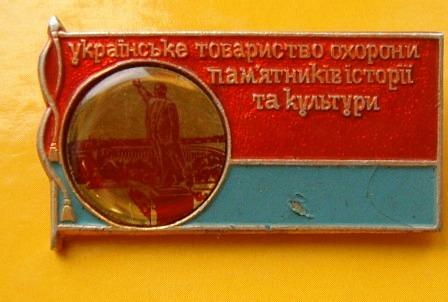 українське товариство охорони
пам'ятників історії
та культури